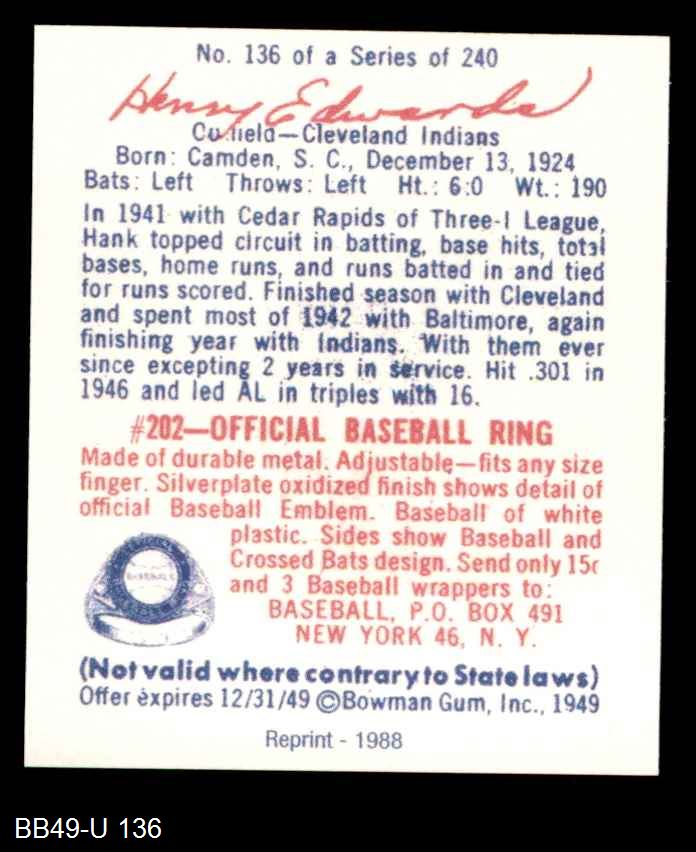 No. 136 of a Series of 240
Henry Edwards
Outfield—Cleveland Indians
Born: Camden, S. C., December 13, 1924
Bats: Left Throws: Left Ht.: 6:0 Wt.: 190
In 1941 with Cedar Rapids of Three-I League,
Hank topped circuit in batting, base hits, total
bases, home runs, and runs batted in and tied
for runs scored. Finished season with Cleveland
and spent most of 1942 with Baltimore, again
finishing year with Indians. With them ever
since excepting 2 years in service. Hit .301 in
1946 and led AL in triples with 16.
#202—OFFICIAL BASEBALL RING
Made of durable metal. Adjustable—fits any size
finger. Silverplate oxidized finish shows detail of
official Baseball Emblem. Baseball of white
plastic. Sides show Baseball and
Crossed Bats design. Send only 15c
and 3 Baseball wrappers to:
BASEBALL, P.O. BOX 491
NEW YORK 46, N. Y.
OFFICIAL
BASEBALL
(Not valid where contrary to State laws)
Offer expires 12/31/49 ©Bowman Gum, Inc., 1949
Reprint - 1988
BB49-U 136